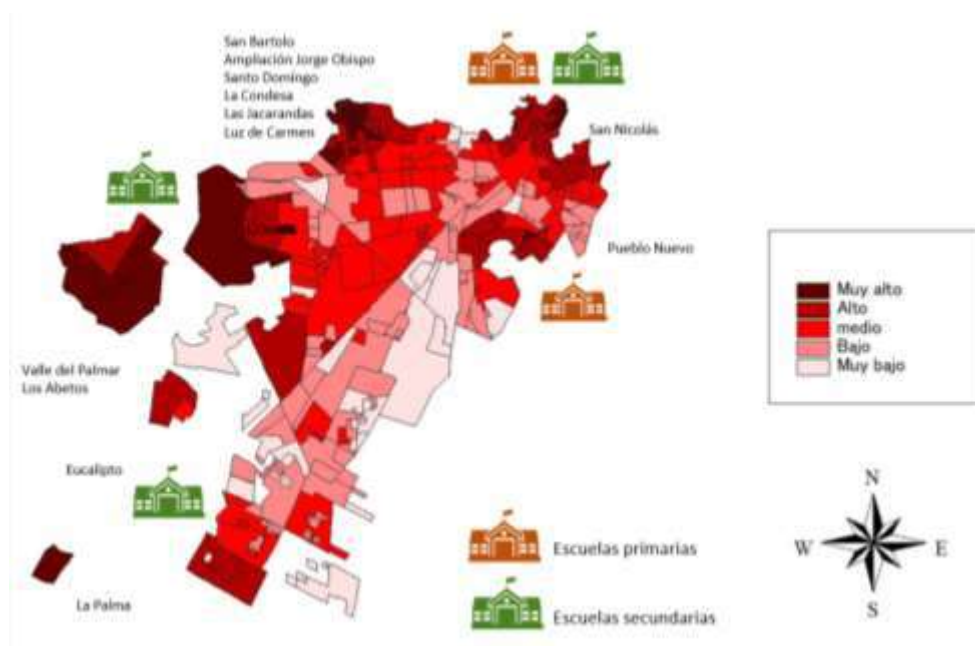 San Bartolo
Ampliación Jorge Obispo
Santo Domingo
La Condesa
Las Jacarandas
Luz de Carmen
San Nicolás
Pueblo Nuevo
Muy alto
Alto
medio
Bajo
Muy bajo
Valle del Palmar
Los Abetos
Eucalipto
La Palma
Escuelas primarias
Escuelas secundarias
N
W
E
S